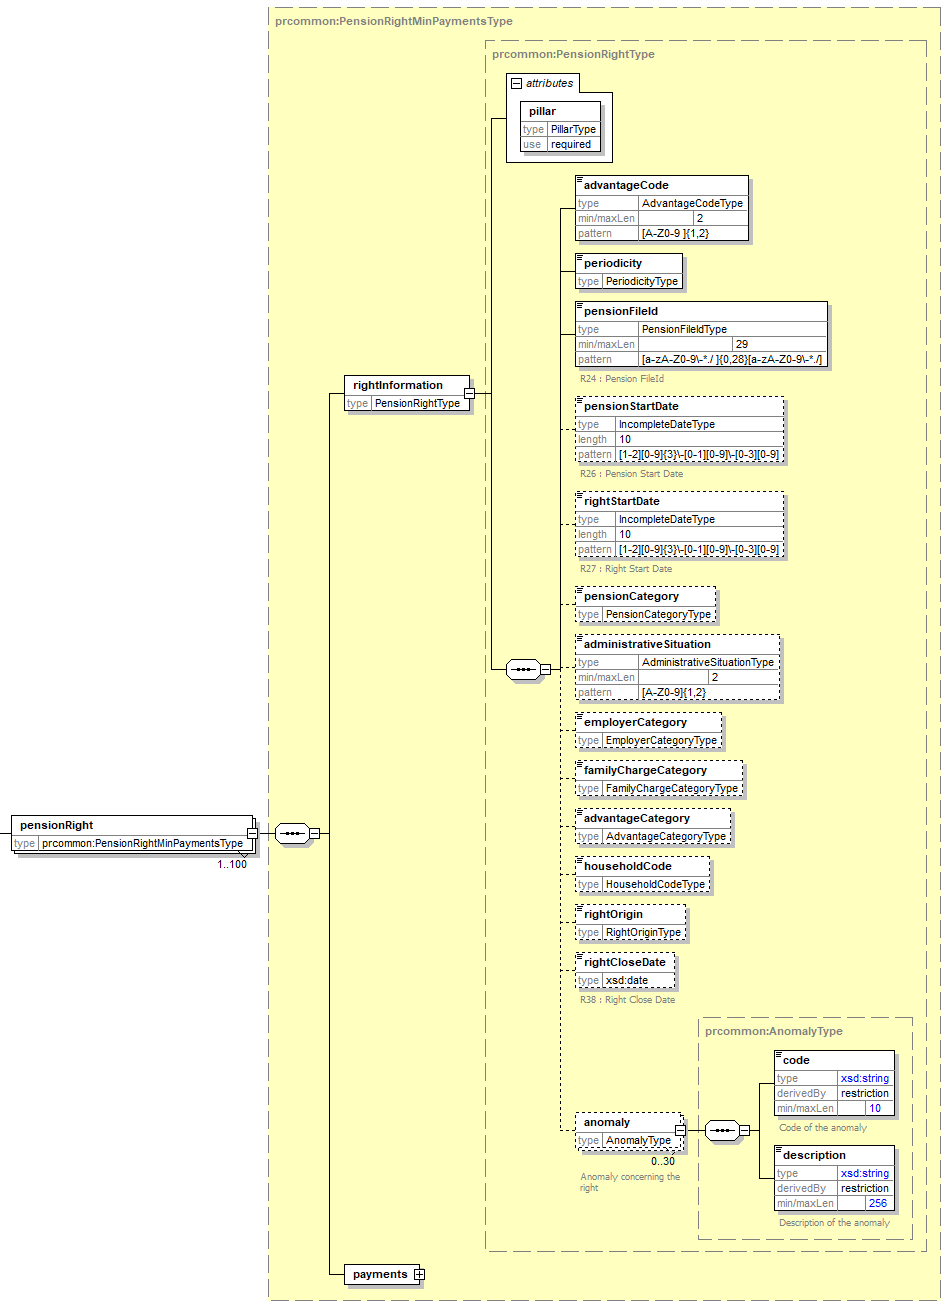 prcommon:PensionRightMinPaymentsType
prcommon:PensionRightType
attributes
pillar
type PillarType
use required
advantageCode
type AdvantageCodeType
min/maxLen 2
pattern [A-Z0-9 ]{1,2}
periodicity
type PeriodicityType
pensionFileId
type PensionFileIdType
min/maxLen 29
pattern [a-zA-Z0-9\-*./ ]{0,28}[a-zA-Z0-9\-*./]
R24 : Pension FileId
rightInformation
type PensionRightType
pensionStartDate
type IncompleteDateType
length 10
pattern [1-2][0-9]{3}\-[0-1][0-9]\-[0-3][0-9]
R26 : Pension Start Date
rightStartDate
type IncompleteDateType
length 10
pattern [1-2][0-9]{3}\-[0-1][0-9]\-[0-3][0-9]
R27 : Right Start Date
pensionCategory
type PensionCategoryType
administrativeSituation
type AdministrativeSituationType
min/maxLen 2
pattern [A-Z0-9]{1,2}
employerCategory
type EmployerCategoryType
familyChargeCategory
type FamilyChargeCategoryType
advantageCategory
type AdvantageCategoryType
pensionRight
type prcommon:PensionRightMinPaymentsType
1..100
householdCode
type HouseholdCodeType
rightOrigin
type RightOriginType
rightCloseDate
type xsd:date
R38 : Right Close Date
prcommon:AnomalyType
code
type xsd:string
derivedBy restriction
min/maxLen 10
Code of the anomaly
anomaly
type AnomalyType
0..30
Anomaly concerning the
right
description
type xsd:string
derivedBy restriction
min/maxLen 256
Description of the anomaly
payments